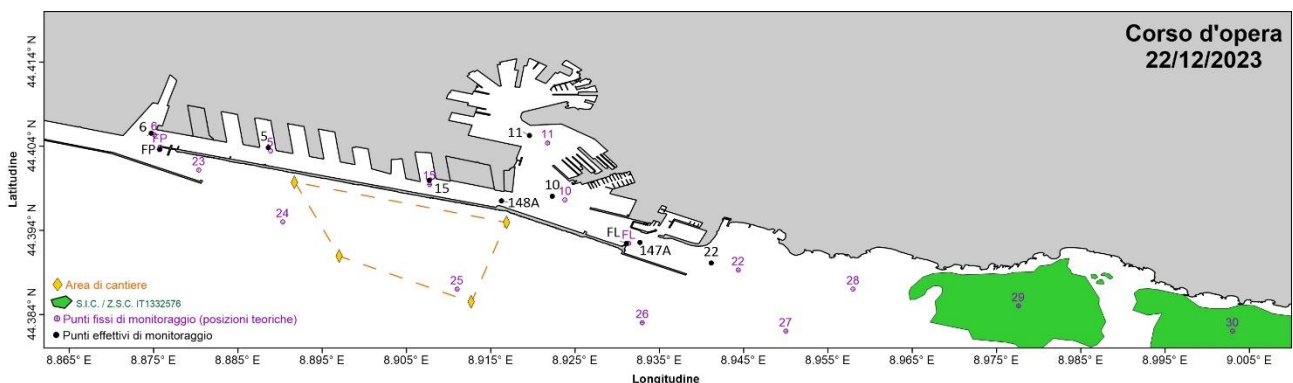 Corso d'opera
22/12/2023
44.414° N
44.404° N
44.394° N
44.384° N
Latitudine
6
6
FP
FP
5
5
11
11
23
15
15
10
10
148A
24
FL
FL
147A
22
22
25
28
29
26
27
30
Area di cantiere
S.I.C. / Z.S.C. IT1332576
Punti fissi di monitoraggio (posizioni teoriche)
Punti effettivi di monitoraggio
8.865° E
8.875° E
8.885° E
8.895° E
8.905° E
8.915° E
8.925° E
8.935° E
8.945° E
8.955° E
8.965° E
8.975° E
8.985° E
8.995° E
9.005° E
Longitudine